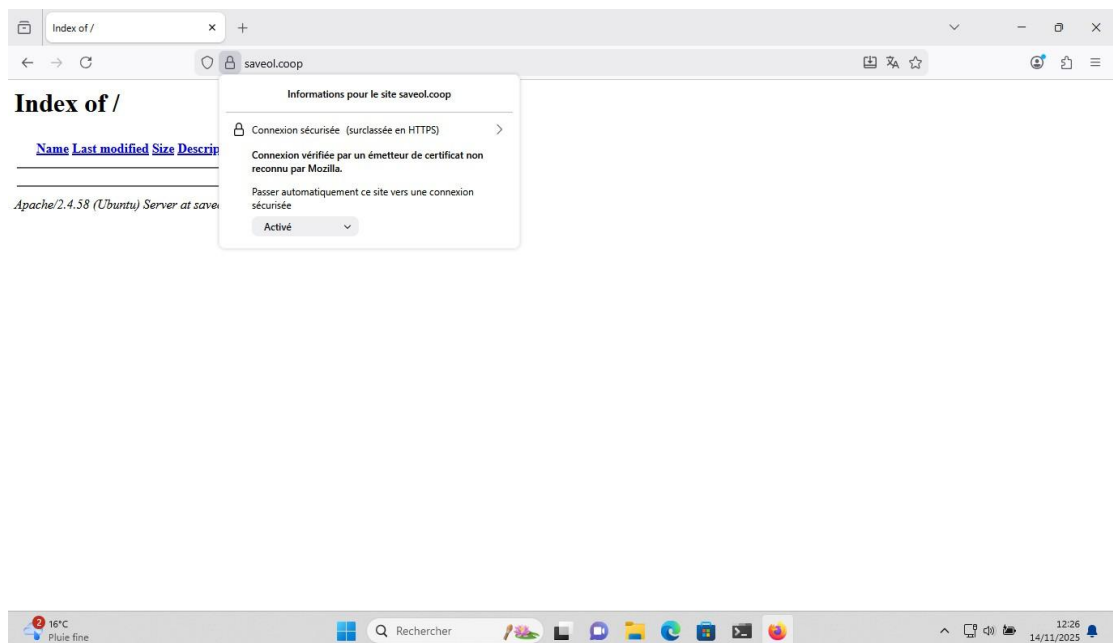 Index of /
saveol.coop
Index of /
Name Last modified Size Descrip
Apache/2.4.58 (Ubuntu) Server at save
Informations pour le site saveol.coop
Connexion sécurisée (surclassée en HTTPS)
Connexion vérifiée par un émetteur de certificat non
reconnu par Mozilla.
Passer automatiquement ce site vers une connexion
sécurisée
Activé
2
16°C
Pluie fine
Rechercher
12:26
14/11/2025